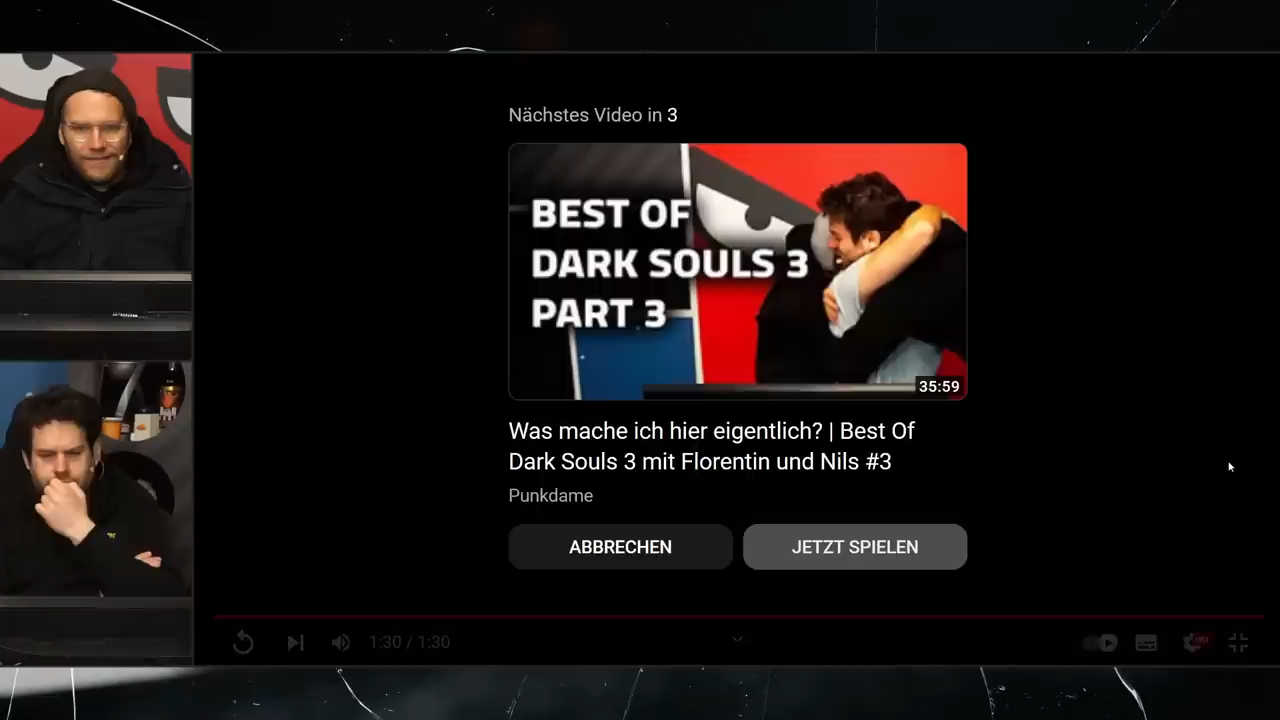 Nächstes Video in 3
BEST OF
DARK SOULS 3
PART 3
35:59
Was mache ich hier eigentlich? | Best Of
Dark Souls 3 mit Florentin und Nils #3
Punkdame
ABBRECHEN
JETZT SPIELEN
1:30 / 1:30